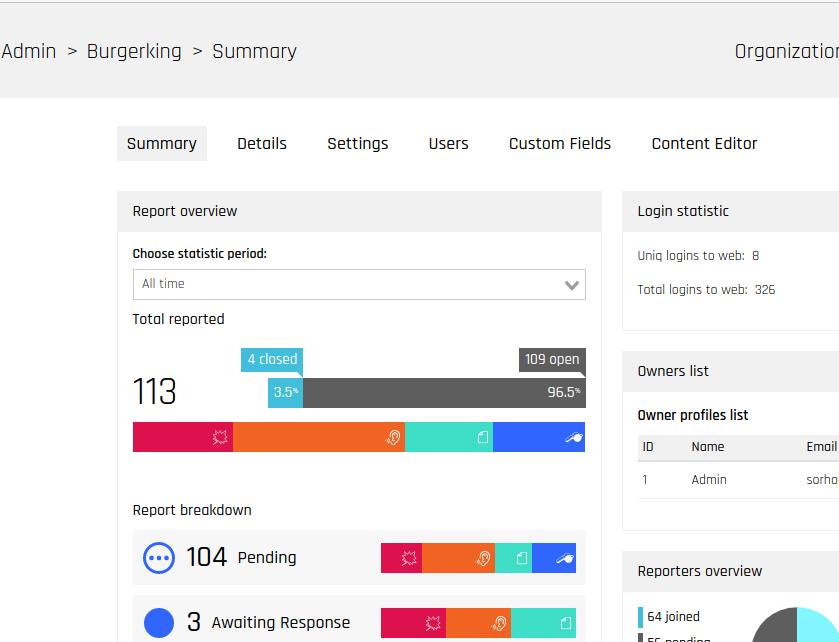 Admin > Burgerking > Summary
Organization
Summary Details Settings Users Custom Fields Content Editor
Report overview
Choose statistic period:
All time
Total reported
4 closed
109 open
113
3.5%
96.5%
Report breakdown
104 Pending
3 Awaiting Response
Login statistic
Uniq logins to web: 8
Total logins to web: 326
Owners list
Owner profiles list
ID Name Email
1 Admin sorho
Reporters overview
64 joined